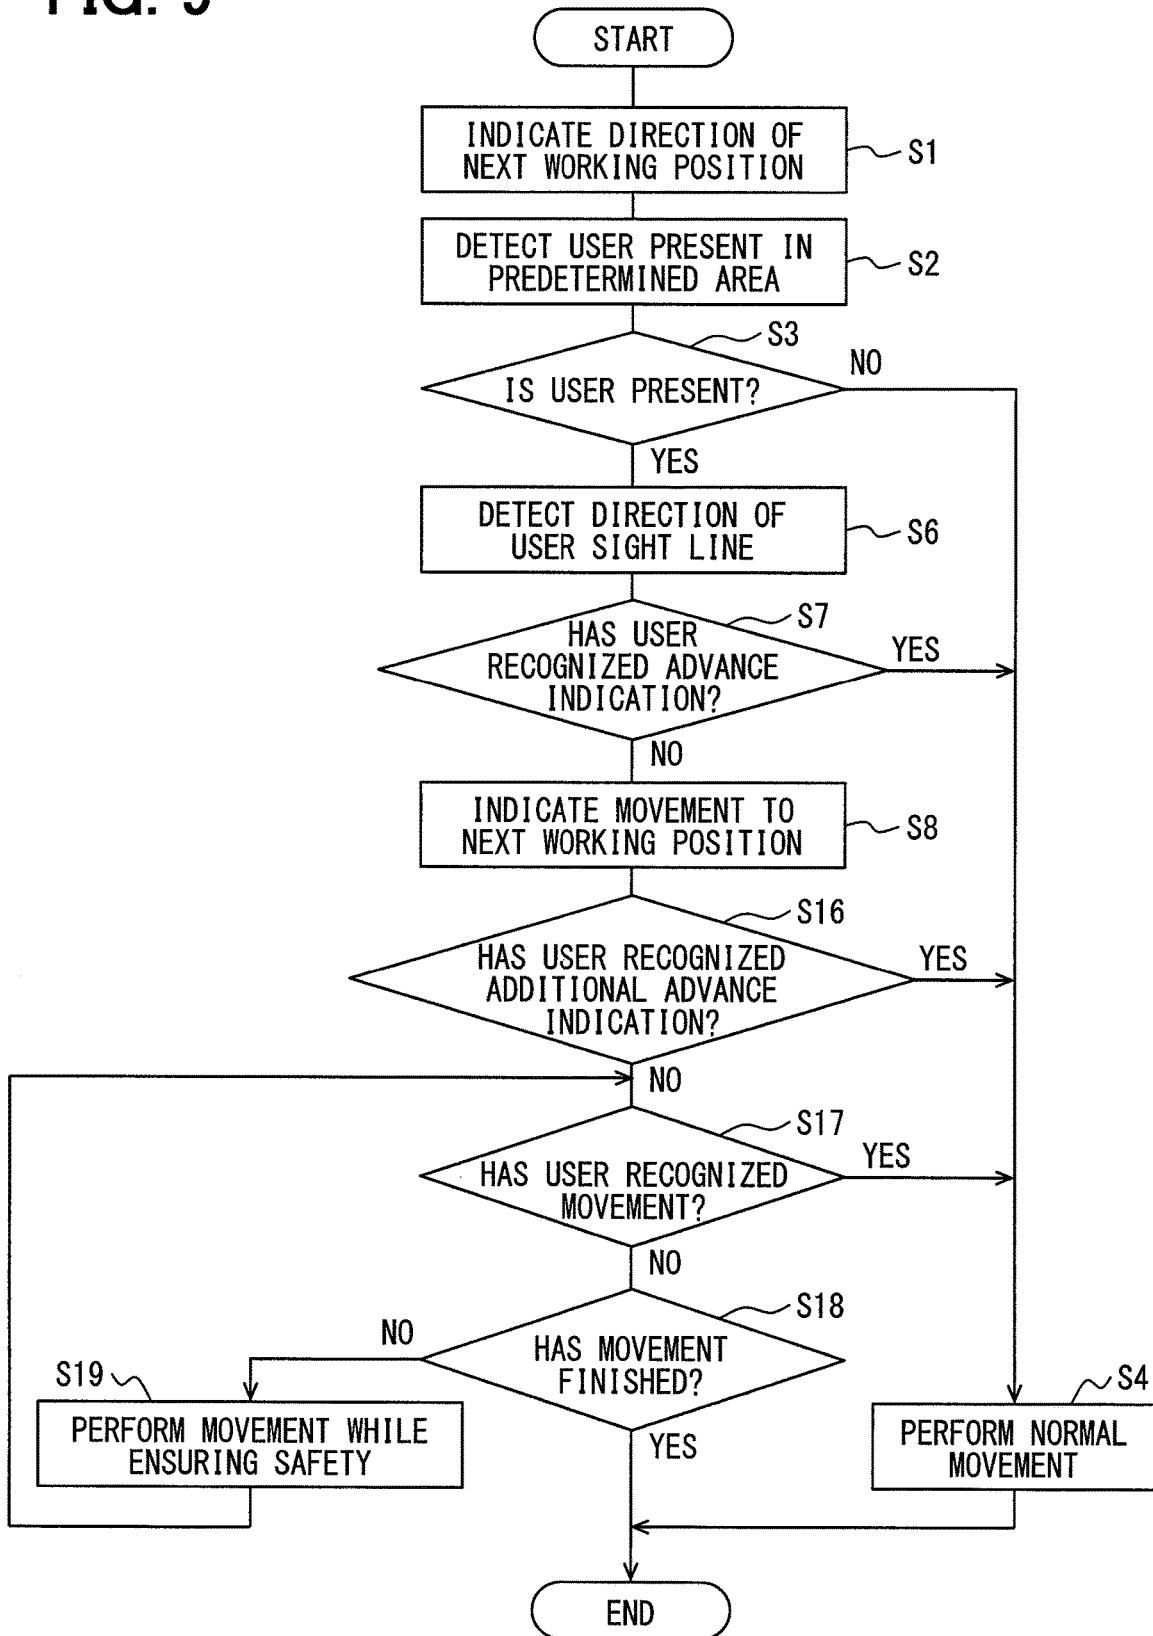 START
INDICATE DIRECTION OF
NEXT WORKING POSITION
S1
DETECT USER PRESENT IN
PREDETERMINED AREA
S2
S3
IS USER PRESENT?
NO
YES
DETECT DIRECTION OF
USER SIGHT LINE
S6
S7
HAS USER
RECOGNIZED ADVANCE
INDICATION?
YES
NO
INDICATE MOVEMENT TO
NEXT WORKING POSITION
S8
S16
HAS USER RECOGNIZED
ADDITIONAL ADVANCE
INDICATION?
YES
NO
S17
HAS USER RECOGNIZED
MOVEMENT?
YES
NO
S18
HAS MOVEMENT
FINISHED?
NO
YES
S19
PERFORM MOVEMENT WHILE
ENSURING SAFETY
S4
PERFORM NORMAL
MOVEMENT
END